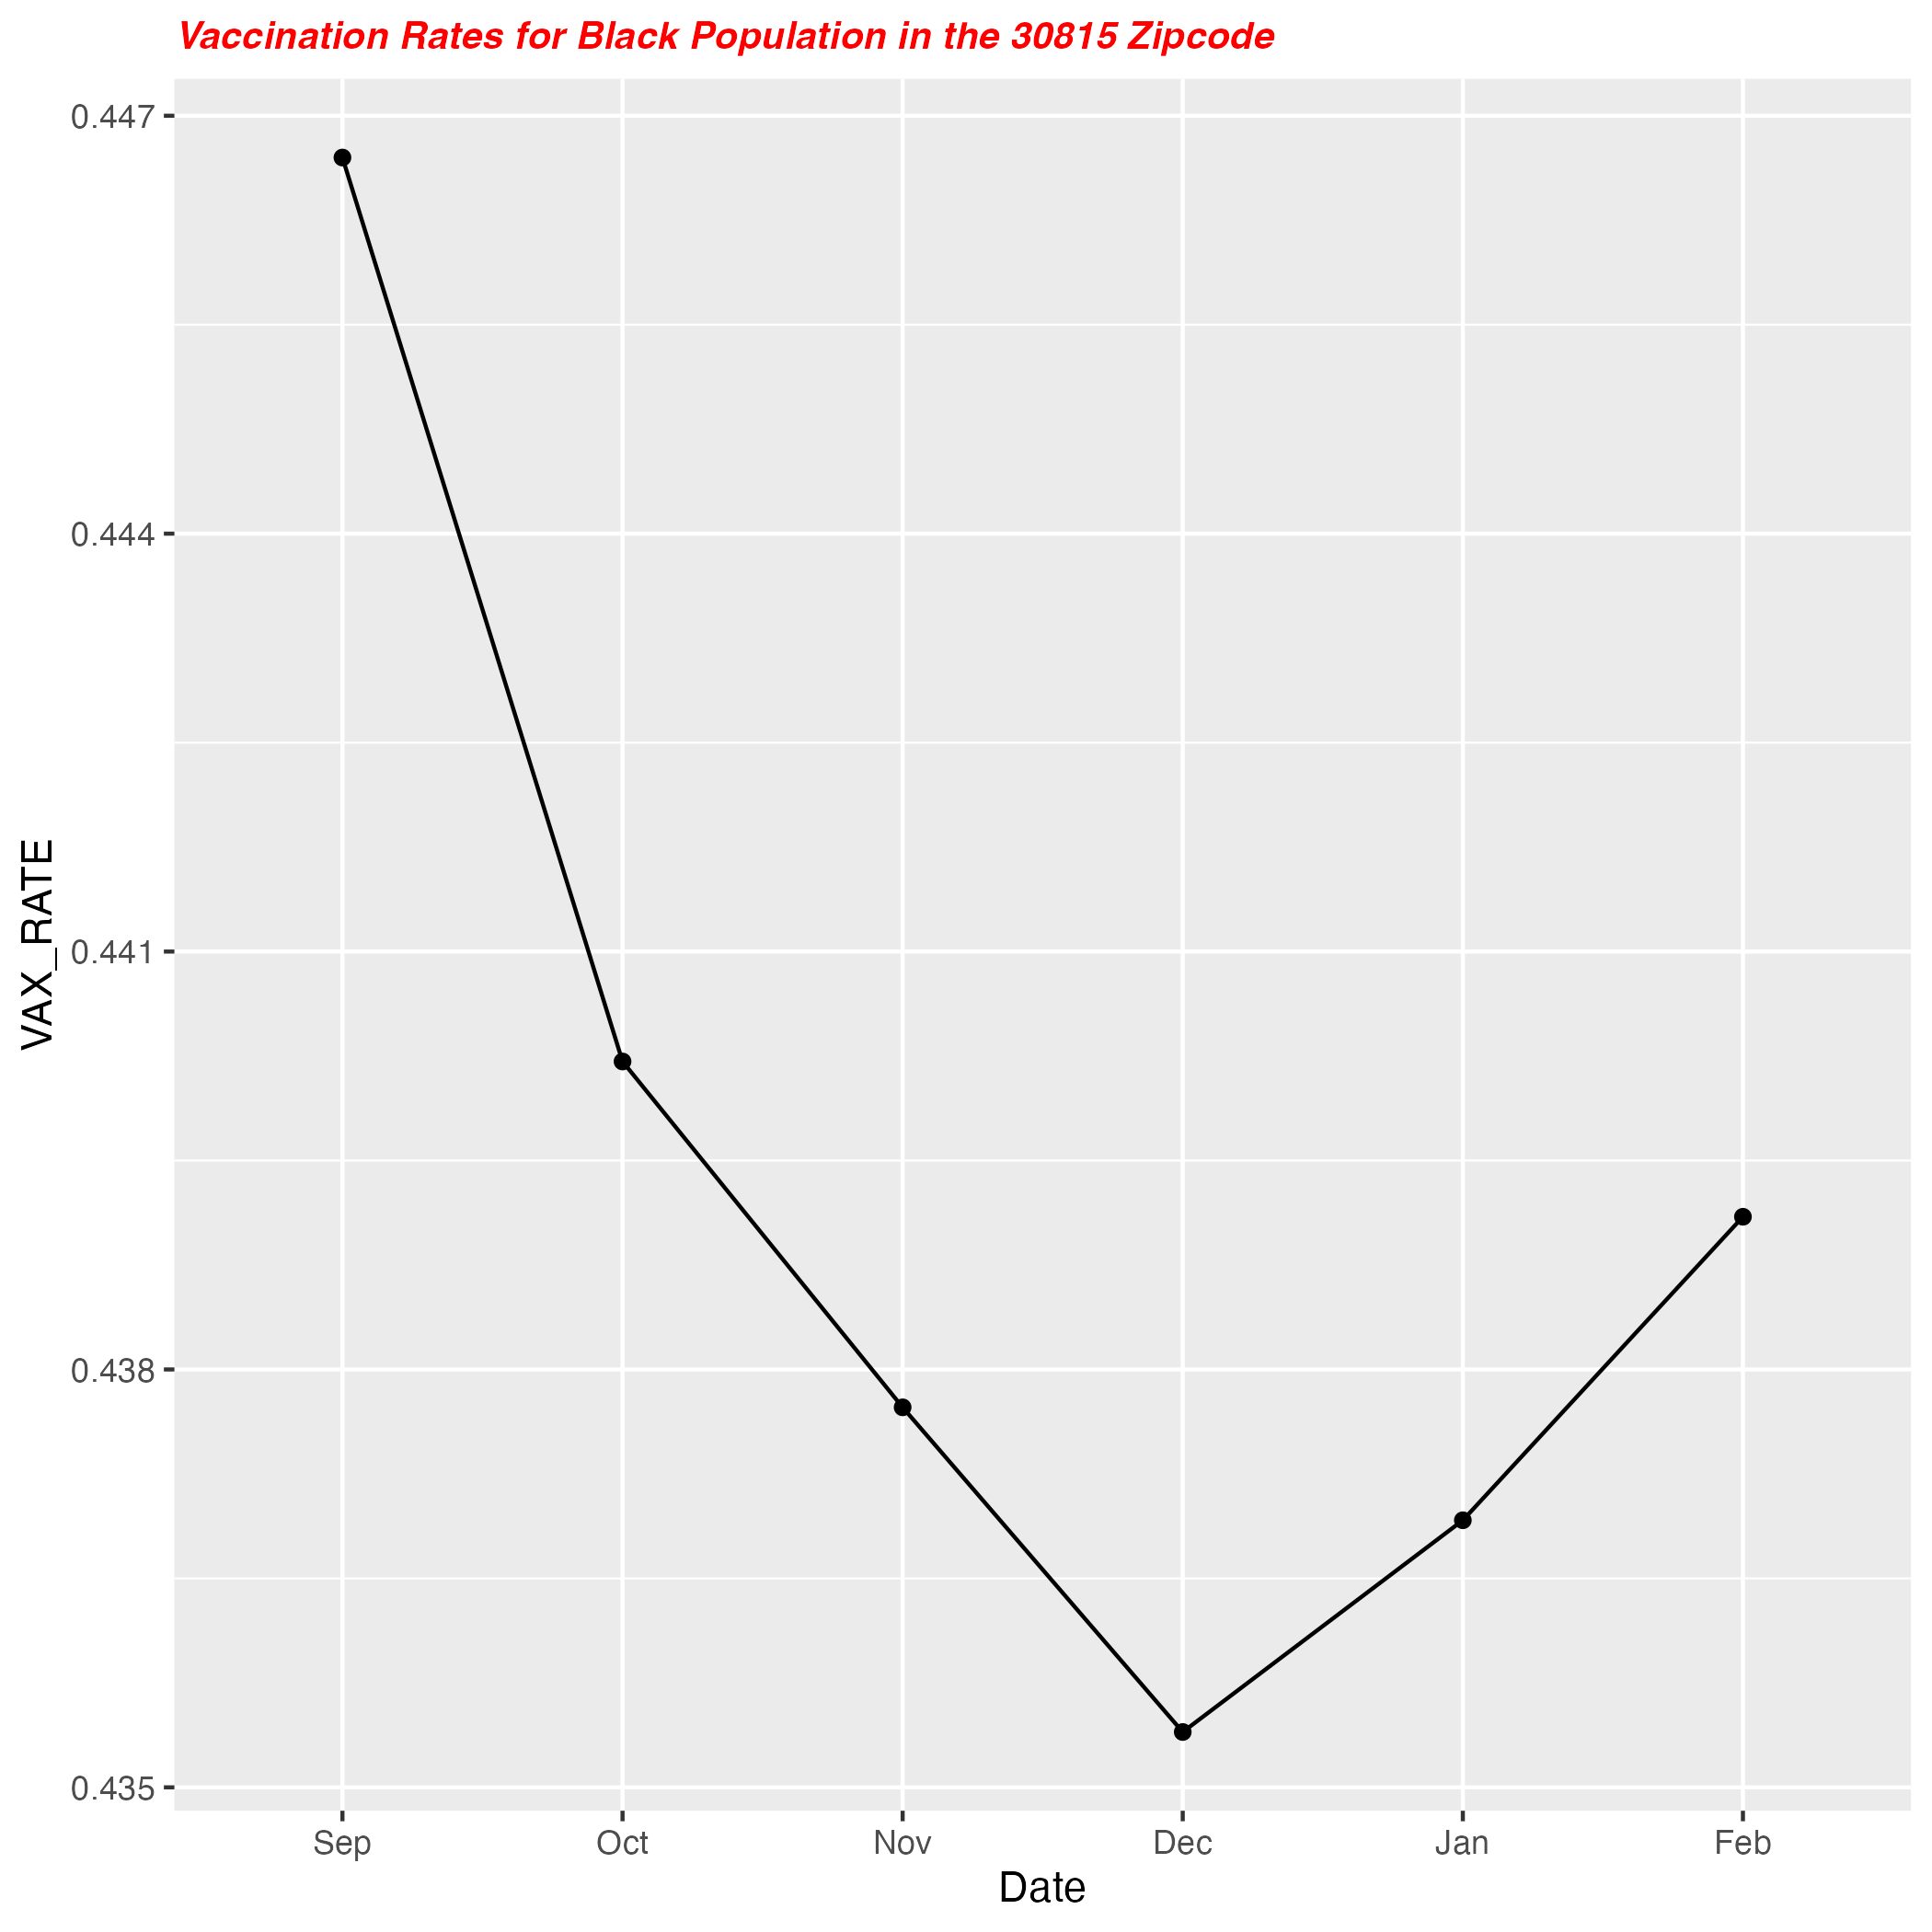 Vaccination Rates for Black Population in the 30815 Zipcode
0.447
0.444
0.441
0.438
0.435
VAX_RATE
Sep Oct Nov Dec Jan Feb
Date